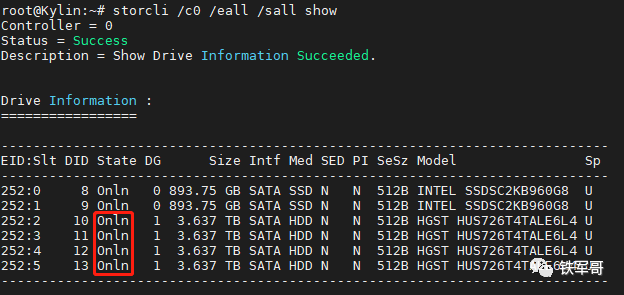 root@Kylin:~# storcli /c0 /eall /sall show
Controller = 0
Status = Success
Description = Show Drive Information Succeeded.
Drive Information :
=================
-----------------------------------------------------------------------------
EID:Slt DID State DG Size Intf Med SED PI SeSz Model Sp
-----------------------------------------------------------------------------
252:0 8 Onln 0 893.75 GB SATA SSD N N 512B INTEL SSDSC2KB960G8 U
252:1 9 Onln 0 893.75 GB SATA SSD N N 512B INTEL SSDSC2KB960G8 U
252:2 10 Onln 1 3.637 TB SATA HDD N N 512B HGST HUS726T4TALE6L4 U
252:3 11 Onln 1 3.637 TB SATA HDD N N 512B HGST HUS726T4TALE6L4 U
252:4 12 Onln 1 3.637 TB SATA HDD N N 512B HGST HUS726T4TALE6L4 U
252:5 13 Onln 1 3.637 TB SATA HDD N N 512B HGST HUS726T4TALE6L4
-----------------------------------------------------------------------------
铁军哥